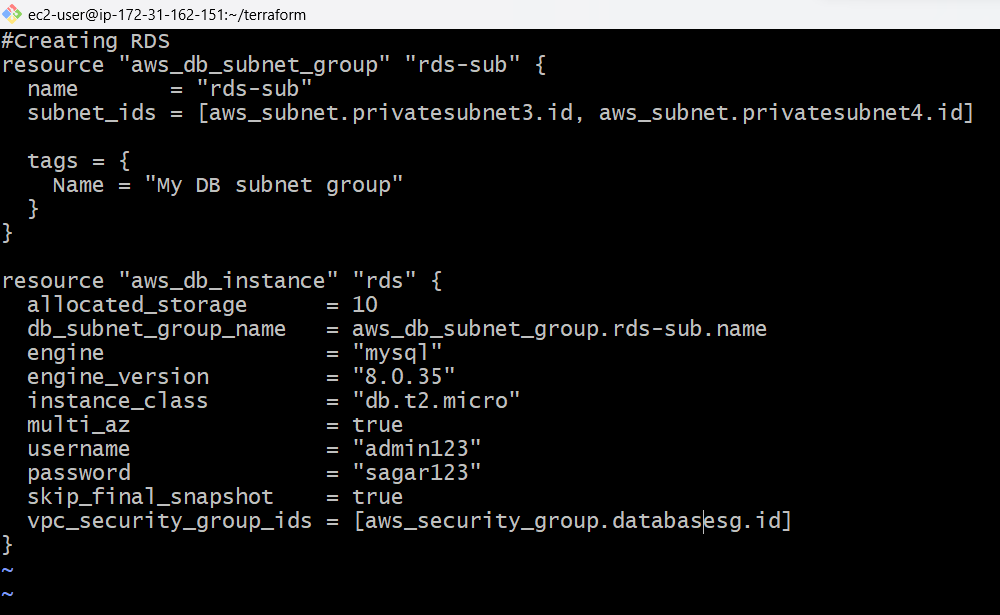 ec2-user@ip-172-31-162-151:~/terraform
#Creating RDS
resource "aws_db_subnet_group" "rds-sub" {
  name       = "rds-sub"
  subnet_ids = [aws_subnet.privatesubnet3.id, aws_subnet.privatesubnet4.id]

  tags = {
    Name = "My DB subnet group"
  }
}

resource "aws_db_instance" "rds" {
  allocated_storage      = 10
  db_subnet_group_name   = aws_db_subnet_group.rds-sub.name
  engine                 = "mysql"
  engine_version         = "8.0.35"
  instance_class         = "db.t2.micro"
  multi_az               = true
  username               = "admin123"
  password               = "sagar123"
  skip_final_snapshot    = true
  vpc_security_group_ids = [aws_security_group.databasesg.id]
}
~
~